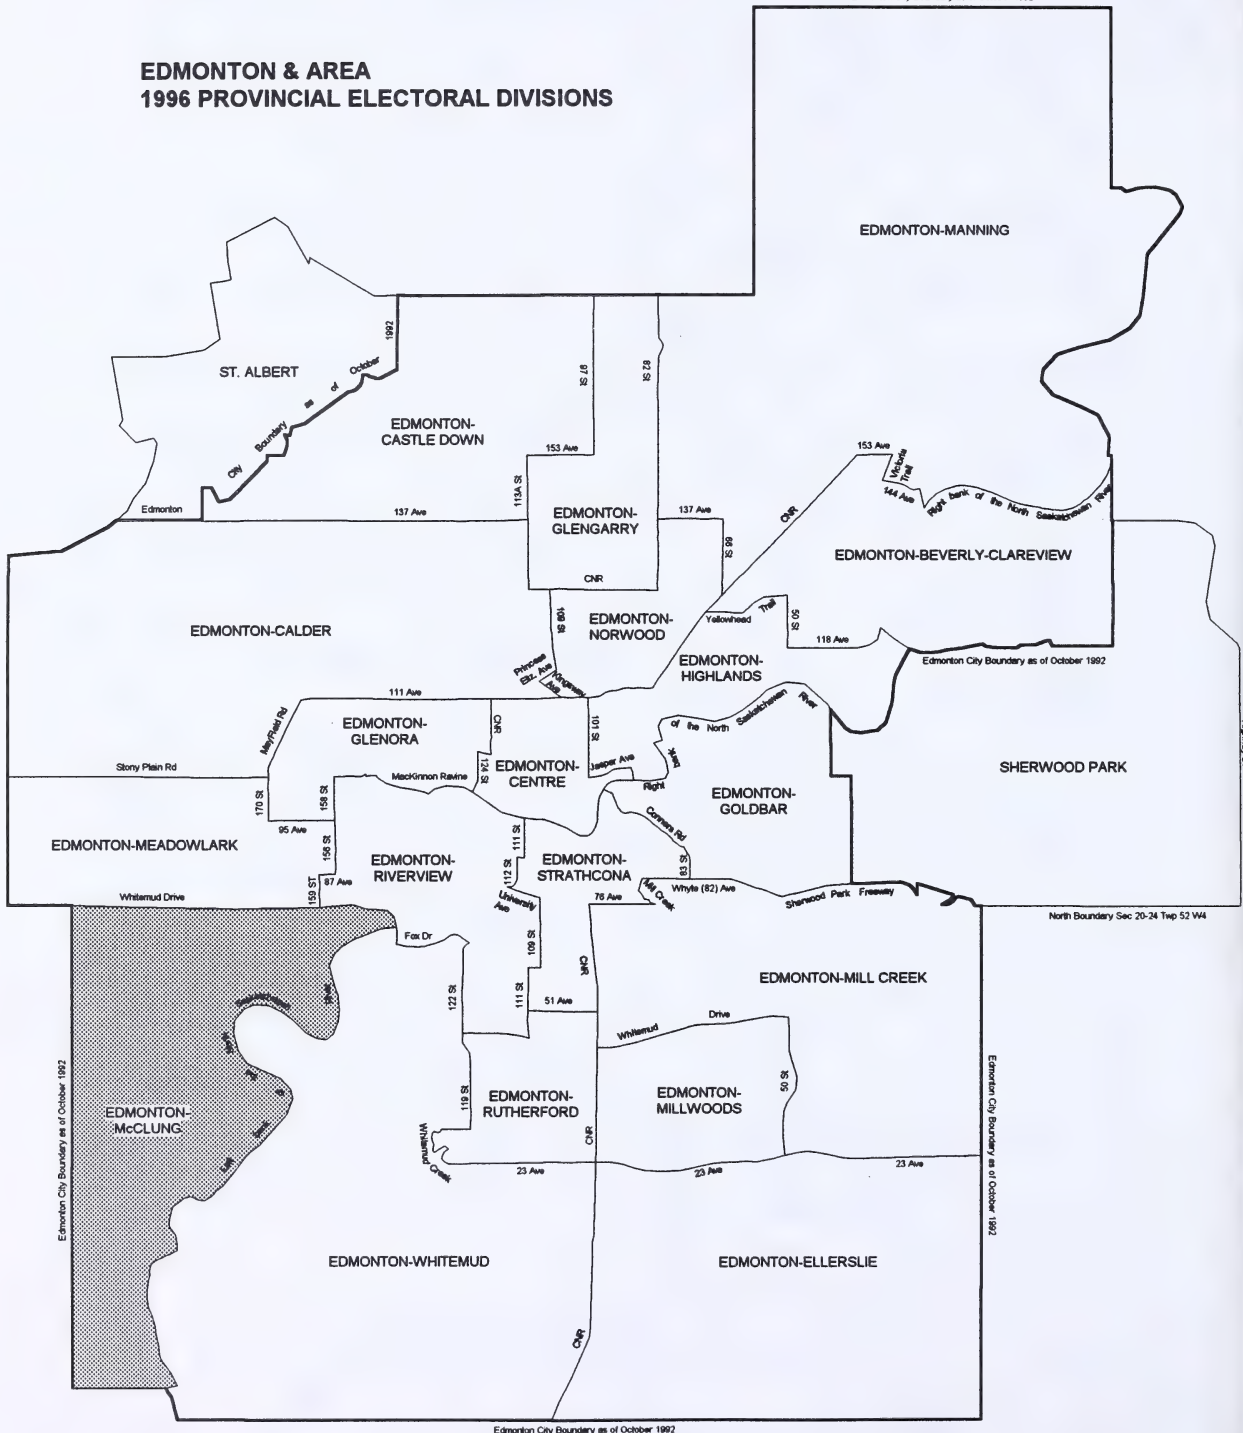 EDMONTON & AREA
1996 PROVINCIAL ELECTORAL DIVISIONS
EDMONTON-MANNING
ST. ALBERT
City Boundary as of October 1992
Edmonton
97 St
82 St
EDMONTON-
CASTLE DOWN
153 Ave
113A St
137 Ave
EDMONTON-
GLENGARRY
137 Ave
66 St
CNR
153 Ave
Victoria
Trail
144 Ave
Right bank of the North Saskatchewan River
EDMONTON-BEVERLY-CLAREVIEW
CNR
109 St
EDMONTON-
NORWOOD
Yellowhead Trail
50 St
118 Ave
EDMONTON-CALDER
Princess
Eliz. Ave
Kingsway
Ave
EDMONTON-
HIGHLANDS
Edmonton City Boundary as of October 1992
111 Ave
Mayfield Rd
EDMONTON-
GLENORA
CNR
124 St
101 St
EDMONTON-
CENTRE
Jasper Ave
Right bank of the North Saskatchewan River
Stony Plain Rd
170 St
MacKinnon Ravine
158 St
95 Ave
EDMONTON-
GOLDBAR
SHERWOOD PARK
Connors Rd
83 St
EDMONTON-MEADOWLARK
156 St
87 Ave
159 ST
EDMONTON-
RIVERVIEW
111 St
112 St
University
Ave
EDMONTON-
STRATHCONA
76 Ave
Mill Creek
Whyte (82) Ave
Sherwood Park Freeway
Whitemud Drive
North Boundary Sec 20-24 Twp 52 W4
Fox Dr
122 St
109 St
111 St
CNR
51 Ave
EDMONTON-MILL CREEK
Whitemud Drive
50 St
left bank of North Saskatchewan River
Edmonton City Boundary as of October 1992
EDMONTON-
McCLUNG
119 St
EDMONTON-
RUTHERFORD
CNR
EDMONTON-
MILLWOODS
Whitemud Creek
23 Ave
23 Ave
23 Ave
Edmonton City Boundary as of October 1992
EDMONTON-WHITEMUD
EDMONTON-ELLERSLIE
CNR
Edmonton City Boundary as of October 1992